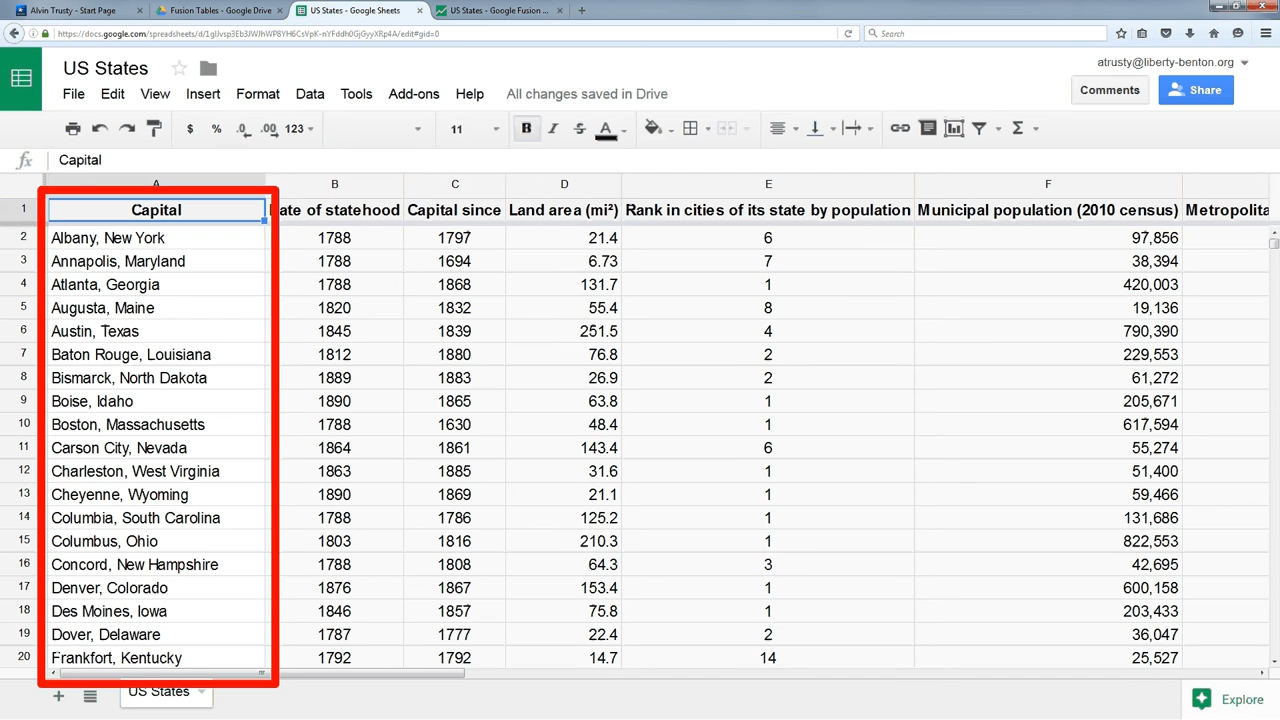 Alvin Trusty - Start Page
Fusion Tables - Google Drive
US States - Google Sheets
US States - Google Fusion ...
Search
US States
atrusty@liberty-benton.org
File Edit View Insert Format Data Tools Add-ons Help All changes saved in Drive
Comments
Share
$ % .0 .00 123 11 B I S A Σ
fx Capital
A B C D E F
1 Capital Date of statehood Capital since Land area (mi²) Rank in cities of its state by population Municipal population (2010 census) Metropolita
2 Albany, New York 1788 1797 21.4 6 97,856
3 Annapolis, Maryland 1788 1694 6.73 7 38,394
4 Atlanta, Georgia 1788 1868 131.7 1 420,003
5 Augusta, Maine 1820 1832 55.4 8 19,136
6 Austin, Texas 1845 1839 251.5 4 790,390
7 Baton Rouge, Louisiana 1812 1880 76.8 2 229,553
8 Bismarck, North Dakota 1889 1883 26.9 2 61,272
9 Boise, Idaho 1890 1865 63.8 1 205,671
10 Boston, Massachusetts 1788 1630 48.4 1 617,594
11 Carson City, Nevada 1864 1861 143.4 6 55,274
12 Charleston, West Virginia 1863 1885 31.6 1 51,400
13 Cheyenne, Wyoming 1890 1869 21.1 1 59,466
14 Columbia, South Carolina 1788 1786 125.2 1 131,686
15 Columbus, Ohio 1803 1816 210.3 1 822,553
16 Concord, New Hampshire 1788 1808 64.3 3 42,695
17 Denver, Colorado 1876 1867 153.4 1 600,158
18 Des Moines, Iowa 1846 1857 75.8 1 203,433
19 Dover, Delaware 1787 1777 22.4 2 36,047
20 Frankfort, Kentucky 1792 1792 14.7 14 25,527
US States
Explore